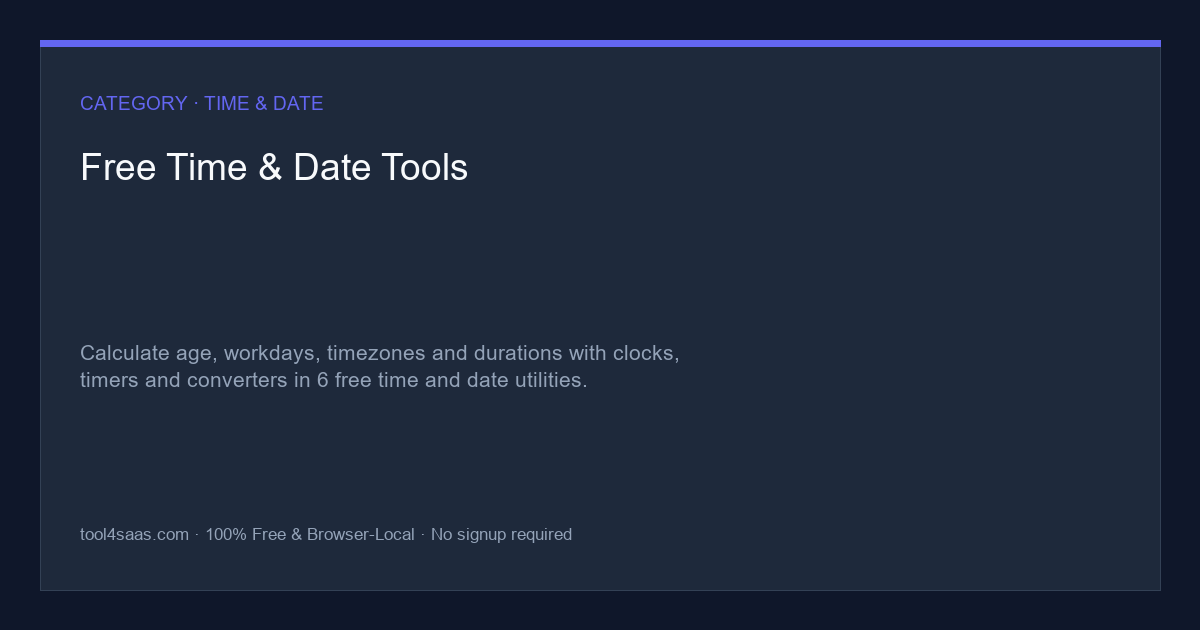 CATEGORY · TIME & DATE
Free Time & Date Tools
Calculate age, workdays, timezones and durations with clocks,
timers and converters in 6 free time and date utilities.
tool4saas.com · 100% Free & Browser-Local · No signup required